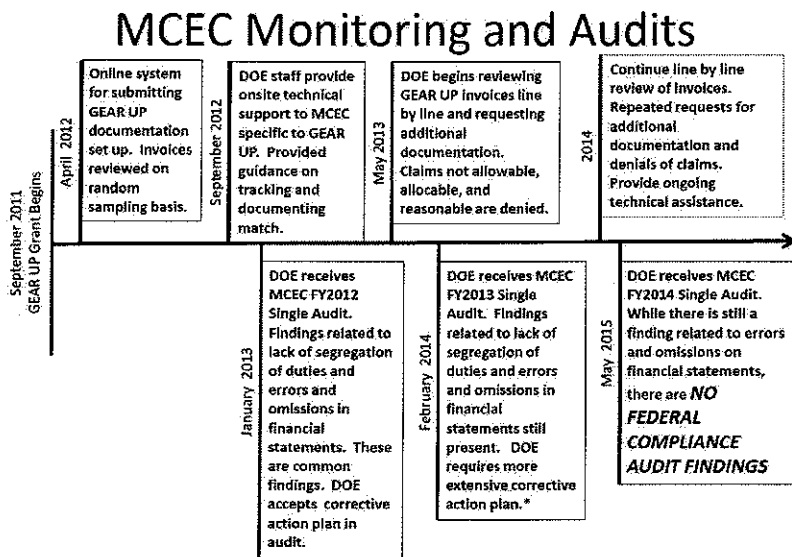 MCEC Monitoring and Audits
September 2011
GEAR UP Grant Begins
April 2012
Online system
for submitting
GEAR UP
documentation
set up. Invoices
reviewed on
random
sampling basis.
September 2012
DOE staff provide
onsite technical
support to MCEC
specific to GEAR
UP. Provided
guidance on
tracking and
documenting
match.
May 2013
DOE begins reviewing
GEAR UP invoices line
by line and requesting
additional
documentation.
Claims not allowable,
allocable, and
reasonable are denied.
2014
Continue line by line
review of invoices.
Repeated requests for
additional
documentation and
denials of claims.
Provide ongoing
technical assistance.
January 2013
DOE receives
MCEC FY2012
Single Audit.
Findings related to
lack of segregation
of duties and
errors and
omissions in
financial
statements. These
are common
findings. DOE
accepts corrective
action plan in
audit.
February 2014
DOE receives MCEC
FY2013 Single
Audit. Findings
related to lack of
segregation of
duties and errors
and omissions in
financial
statements still
present. DOE
requires more
extensive corrective
action plan.*
May 2015
DOE receives MCEC
FY2014 Single Audit.
While there is still a
finding related to errors
and omissions on
financial statements,
there are NO
FEDERAL
COMPLIANCE
AUDIT FINDINGS